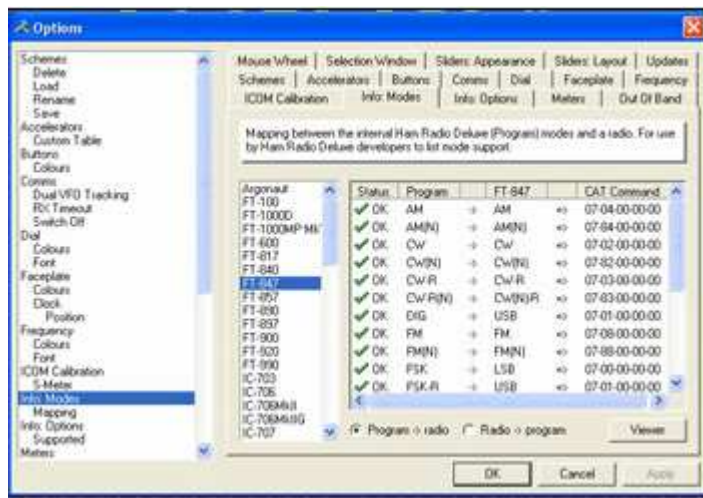 Options
Schemes
Delete
Load
Rename
Save
Accelerators
Custom Table
Buttons
Colours
Comms
Dual VFO Tracking
RX Timeout
Switch Off
Dial
Colours
Font
Faceplate
Colours
Clock
Position
Frequency
Colours
Font
ICOM Calibration
S-Meter
Info: Modes
Mapping
Info: Options
Supported
Meters
Mouse Wheel Selection Window Sliders: Appearance Sliders: Layout Updates
Schemes Accelerators Buttons Comms Dial Faceplate Frequency
ICOM Calibration Info: Modes Info: Options Meters Out Of Band
Mapping between the internal Ham Radio Deluxe (Program) modes and a radio. For use
by Ham Radio Deluxe developers to list mode support.
Argonaut
FT-100
FT-1000D
FT-1000MP MK
FT-600
FT-817
FT-840
FT-847
FT-857
FT-890
FT-897
FT-900
FT-920
FT-990
IC-703
IC-706
IC-706MkII
IC-706MkIIG
IC-707
Status Program FT-847 CAT Command
OK AM -> AM => 07-04-00-00-00
OK AM(N) -> AM(N) => 07-84-00-00-00
OK CW -> CW => 07-02-00-00-00
OK CW(N) -> CW(N) => 07-82-00-00-00
OK CW-R -> CW-R => 07-03-00-00-00
OK CW-R(N) -> CW(N)-R => 07-83-00-00-00
OK DIG -> USB => 07-01-00-00-00
OK FM -> FM => 07-08-00-00-00
OK FM(N) -> FM(N) => 07-88-00-00-00
OK FSK -> LSB => 07-00-00-00-00
OK FSK-R -> USB => 07-01-00-00-00
Program -> radio Radio -> program Viewer
OK Cancel Apply